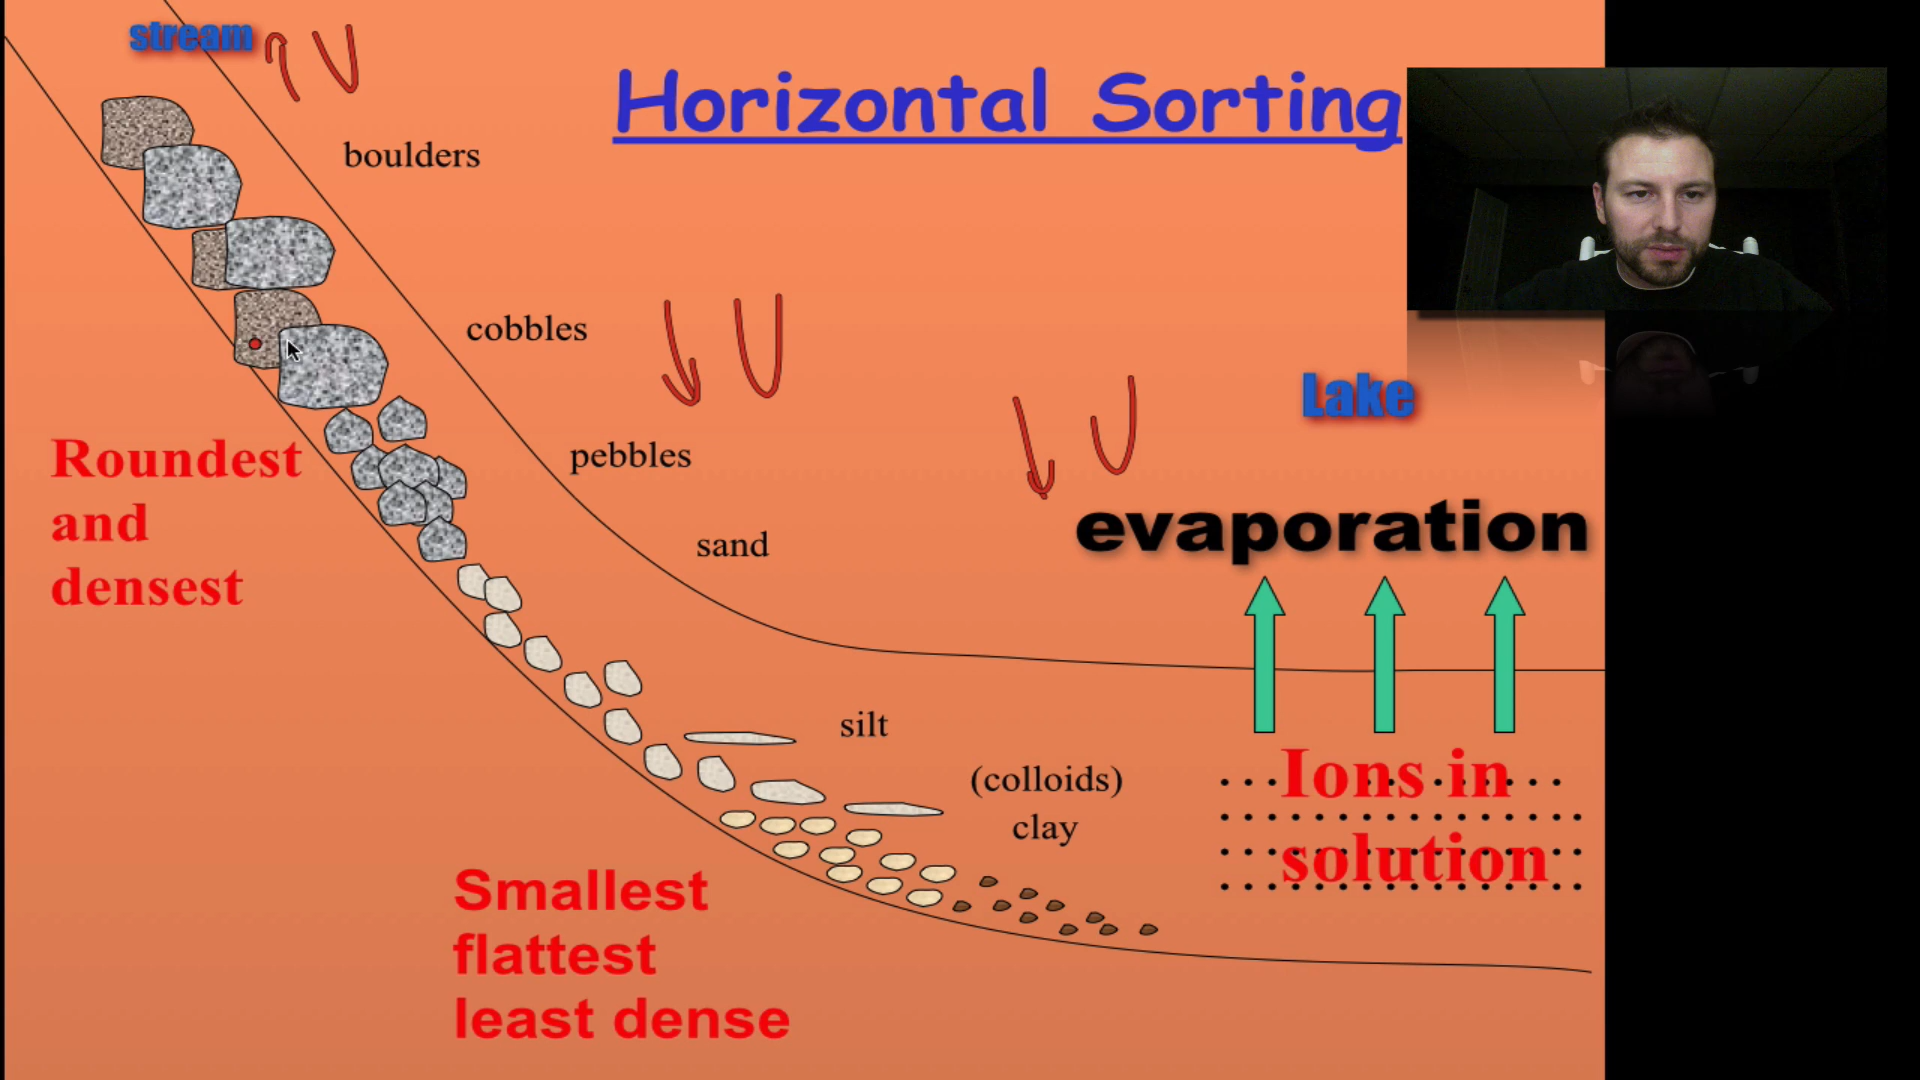 stream
↑ V
Horizontal Sorting
boulders
cobbles
↓ V
Lake
Roundest
and
densest
pebbles
↓ V
evaporation
sand
silt
(colloids)
clay
Ions in
solution
Smallest
flattest
least dense